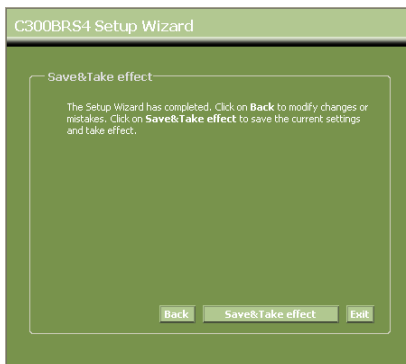 C300BRS4 Setup Wizard
Save&Take effect
The Setup Wizard has completed. Click on Back to modify changes or
mistakes. Click on Save&Take effect to save the current settings
and take effect.
Back Save&Take effect Exit